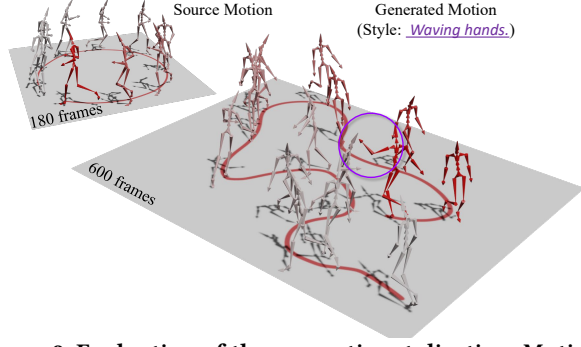 Source Motion
Generated Motion
(Style: Waving hands.)
180 frames
600 frames